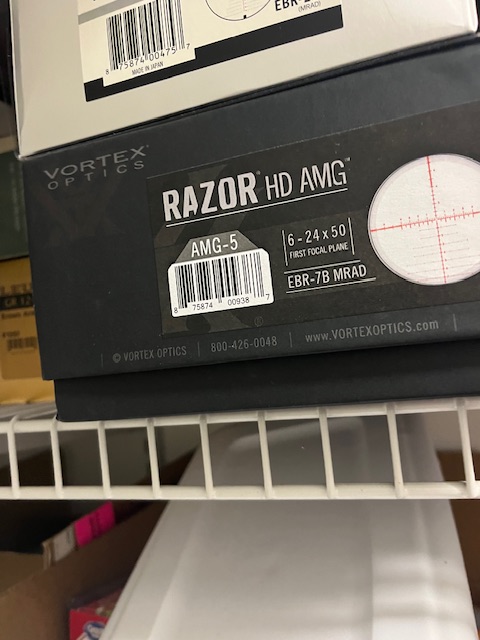 EBR-
(MRAD)
8 75874 00475 7
MADE IN JAPAN
VORTEX®
OPTICS
RAZOR® HD AMG™
AMG-5
6-24x50
FIRST FOCAL PLANE
EBR-7B MRAD
8 75874 00938 7
© VORTEX OPTICS | 800-426-0048 | www.VORTEXOPTICS.com |